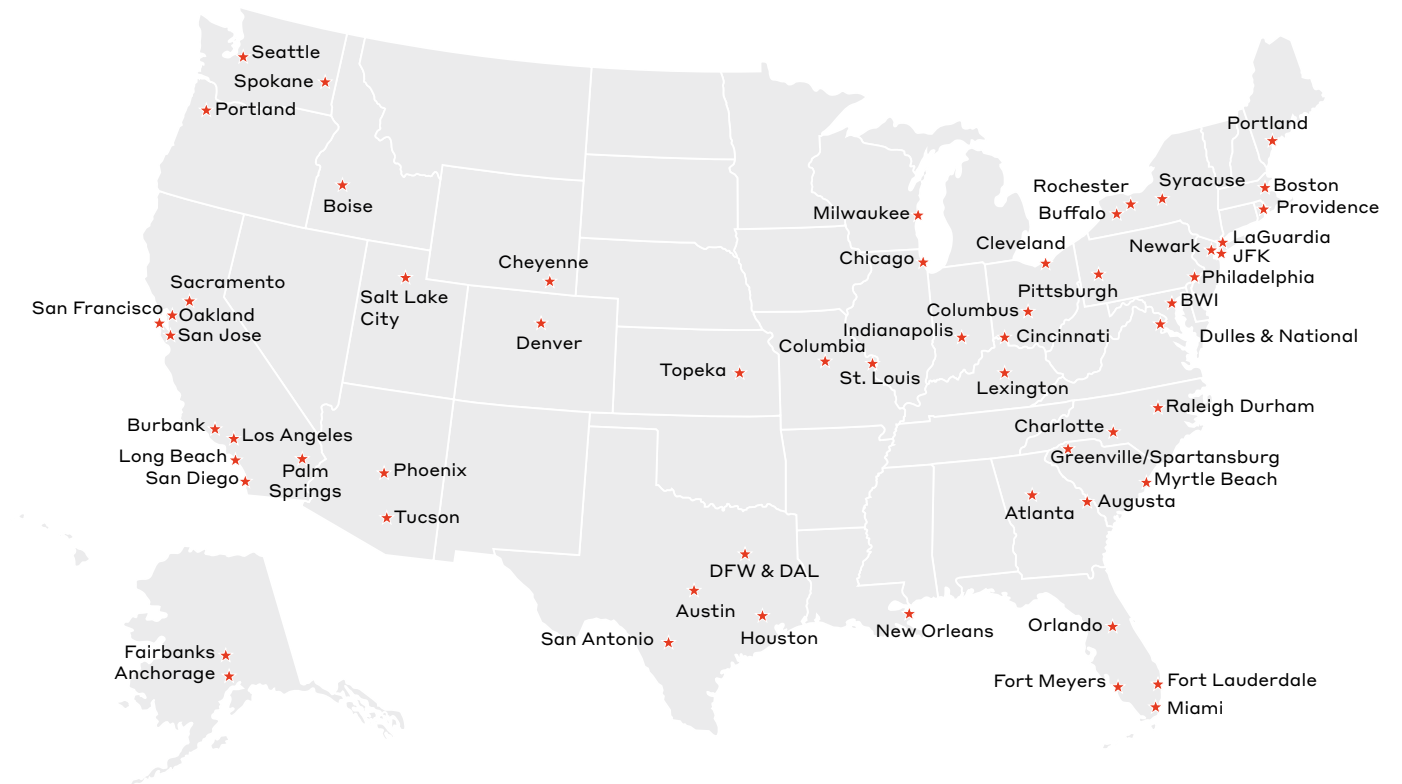 Seattle
Spokane
Portland
Boise
Portland
Rochester
Syracuse
Boston
Buffalo
Providence
Milwaukee
Cleveland
Newark
LaGuardia
JFK
Chicago
Cheyenne
Philadelphia
Pittsburgh
Sacramento
Salt Lake
City
BWI
San Francisco
Oakland
Columbus
San Jose
Indianapolis
Cincinnati
Dulles & National
Denver
Columbia
Topeka
St. Louis
Lexington
Raleigh Durham
Burbank
Los Angeles
Charlotte
Long Beach
Palm
Springs
Phoenix
Greenville/Spartansburg
San Diego
Myrtle Beach
Tucson
Atlanta
Augusta
DFW & DAL
Austin
Houston
San Antonio
New Orleans
Orlando
Fairbanks
Anchorage
Fort Meyers
Fort Lauderdale
Miami